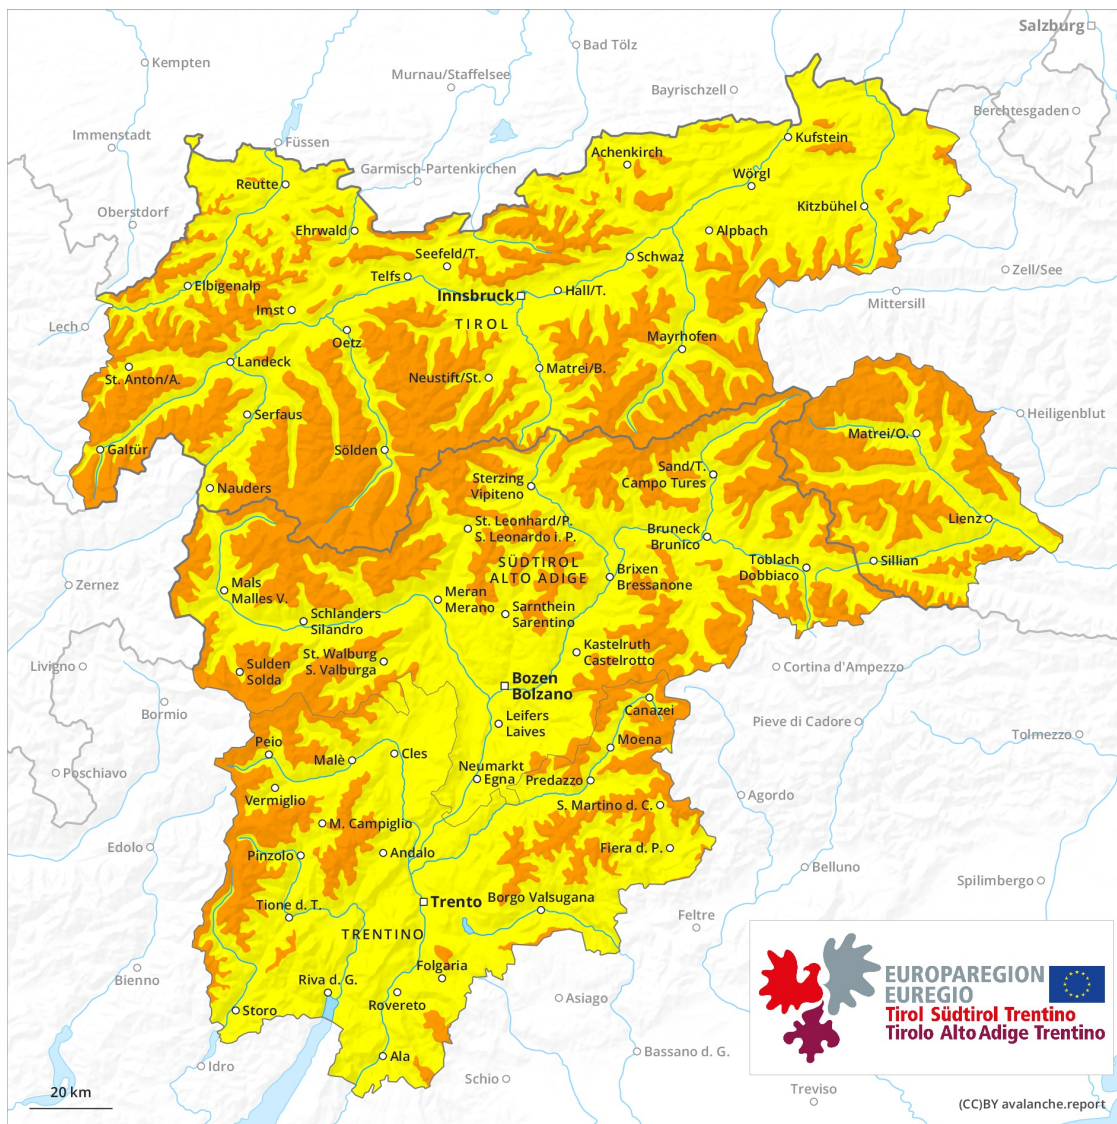 Salzburg
Kempten
Bad Tölz
Murnau/Staffelsee
Bayrischzell
Berchtesgaden
Immenstadt
Füssen
Kufstein
Achenkirch
Garmisch-Partenkirchen
Wörgl
Reutte
Oberstdorf
Kitzbühel
Ehrwald
Alpbach
Seefeld/T.
Schwaz
Telfs
Zell/See
Elbigenalp
Innsbruck
Hall/T.
Mittersill
Imst
TIROL
Lech
Oetz
Mayrhofen
Landeck
Matrei/B.
St. Anton/A.
Neustift/St.
Serfaus
Heiligenblut
Matrei/O.
Galtür
Sölden
Sand/T.
Campo Tures
Sterzing
Vipiteno
Nauders
St. Leonhard/P.
S. Leonardo i. P.
Lienz
Bruneck
Brunico
SÜDTIROL
ALTO ADIGE
Toblach
Dobbiaco
Sillian
Zernez
Brixen
Bressanone
Mals
Malles V.
Meran
Merano
Schlanders
Silandro
Sarnthein
Sarentino
Kastelruth
Castelrotto
St. Walburg
S. Valburga
Livigno
Sulden
Solda
Cortina d'Ampezzo
Bozen
Bolzano
Canazei
Bormio
Leifers
Laives
Pieve di Cadore
Tolmezzo
Peio
Moena
Malè
Cles
Neumarkt
Egna
Predazzo
Poschiavo
Vermiglio
S. Martino d. C.
Agordo
M. Campiglio
Edolo
Pinzolo
Andalo
Fiera d. P.
Belluno
Spilimbergo
Tione d. T.
Trento
Borgo Valsugana
Feltre
TRENTINO
Folgaria
Bienno
Riva d. G.
Rovereto
Asiago
Storo
Ala
Bassano d. G.
Idro
Schio
Treviso
EUROPAREGION
EUREGIO
Tirol Südtirol Trentino
Tirolo Alto Adige Trentino
20 km
(CC)BY avalanche.report